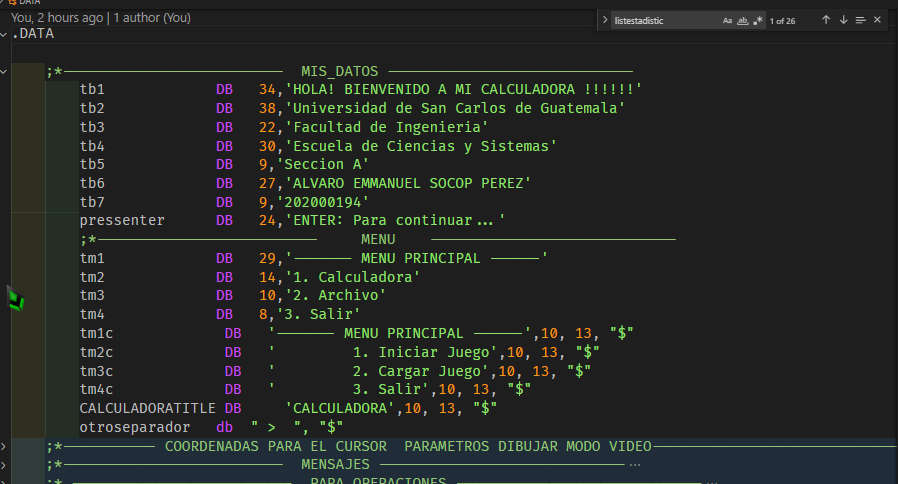 DATA
You, 2 hours ago | 1 author (You)
listestadistic Aa ab .* 1 of 26
.DATA
;*—————————— MIS_DATOS ——————————
tb1 DB 34,'HOLA! BIENVENIDO A MI CALCULADORA !!!!!!'
tb2 DB 38,'Universidad de San Carlos de Guatemala'
tb3 DB 22,'Facultad de Ingenieria'
tb4 DB 30,'Escuela de Ciencias y Sistemas'
tb5 DB 9,'Seccion A'
tb6 DB 27,'ALVARO EMMANUEL SOCOP PEREZ'
tb7 DB 9,'202000194'
pressenter DB 24,'ENTER: Para continuar...'
;*—————————— MENU ——————————
tm1 DB 29,'——————— MENU PRINCIPAL ——————'
tm2 DB 14,'1. Calculadora'
tm3 DB 10,'2. Archivo'
tm4 DB 8,'3. Salir'
tm1c DB '——————— MENU PRINCIPAL ——————',10, 13, "$"
tm2c DB '         1. Iniciar Juego',10, 13, "$"
tm3c DB '         2. Cargar Juego',10, 13, "$"
tm4c DB '         3. Salir',10, 13, "$"
CALCULADORATITLE DB 'CALCULADORA',10, 13, "$"
otroseparador db " >  ", "$"
;*—————————— COORDENADAS PARA EL CURSOR  PARAMETROS DIBUJAR MODO VIDEO——————————
;*—————————— MENSAJES —————————— ...
;* —————————— PARA OPERACIONES —————————— ...